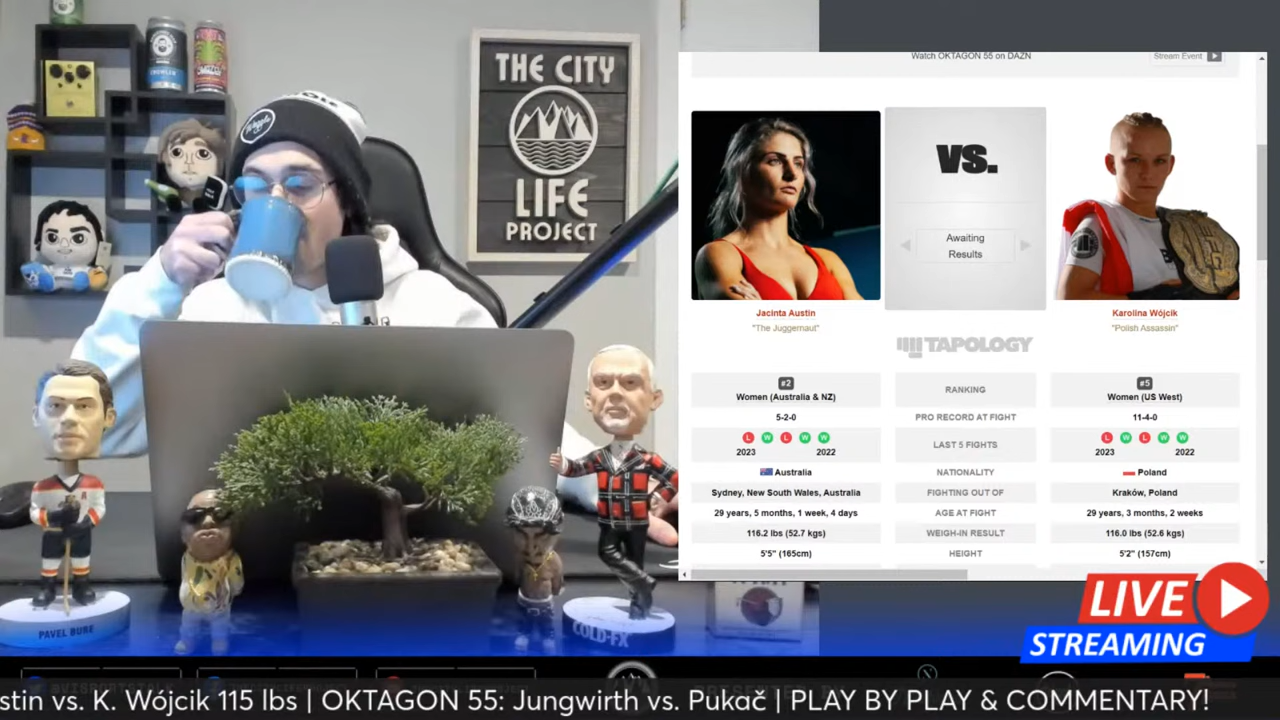 THE CITY
LIFE
PROJECT
Watch OKTAGON 55 on DAZN
Stream Event
VS.
Awaiting
Results
Jacinta Austin
"The Juggernaut"
Karolina Wójcik
"Polish Assassin"
TAPOLOGY
#2
Women (Australia & NZ)
RANKING
#5
Women (US West)
5-2-0
PRO RECORD AT FIGHT
11-4-0
L W L W W
2023 2022
LAST 5 FIGHTS
L W L W W
2023 2022
Australia
NATIONALITY
Poland
Sydney, New South Wales, Australia
FIGHTING OUT OF
Kraków, Poland
29 years, 5 months, 1 week, 4 days
AGE AT FIGHT
29 years, 3 months, 2 weeks
116.2 lbs (52.7 kgs)
WEIGH-IN RESULT
116.0 lbs (52.6 kgs)
5'5" (165cm)
HEIGHT
5'2" (157cm)
PAVEL BURE
COLD-FX
LIVE
STREAMING
stin vs. K. Wójcik 115 lbs | OKTAGON 55: Jungwirth vs. Pukač | PLAY BY PLAY & COMMENTARY!